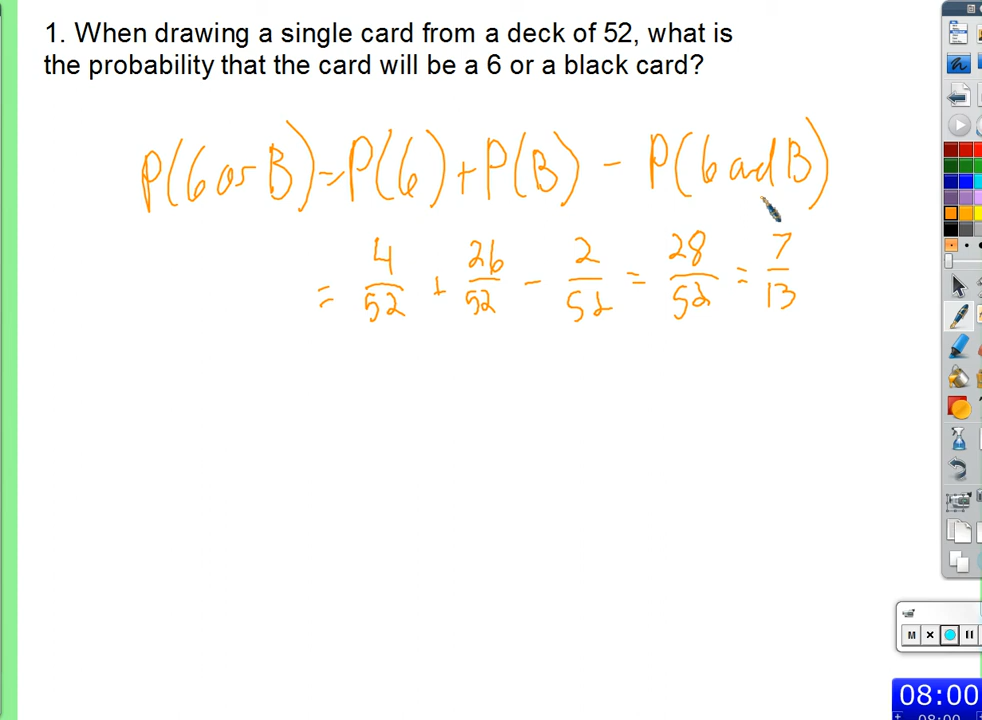 1. When drawing a single card from a deck of 52, what is
the probability that the card will be a 6 or a black card?
P(6 or B) = P(6) + P(B) - P(6 and B)
= 4/52 + 26/52 - 2/52 = 28/52 = 7/13
M
08:00
08:00